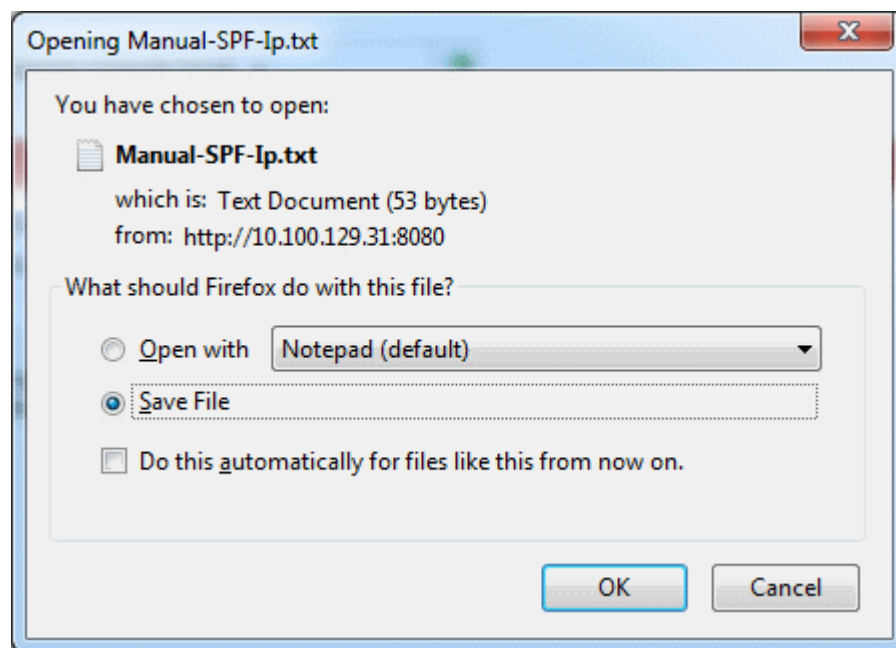 Opening Manual-SPF-Ip.txt
You have chosen to open:
Manual-SPF-Ip.txt
which is: Text Document (53 bytes)
from: http://10.100.129.31:8080
What should Firefox do with this file?
Open with Notepad (default)
Save File
Do this automatically for files like this from now on.
OK Cancel